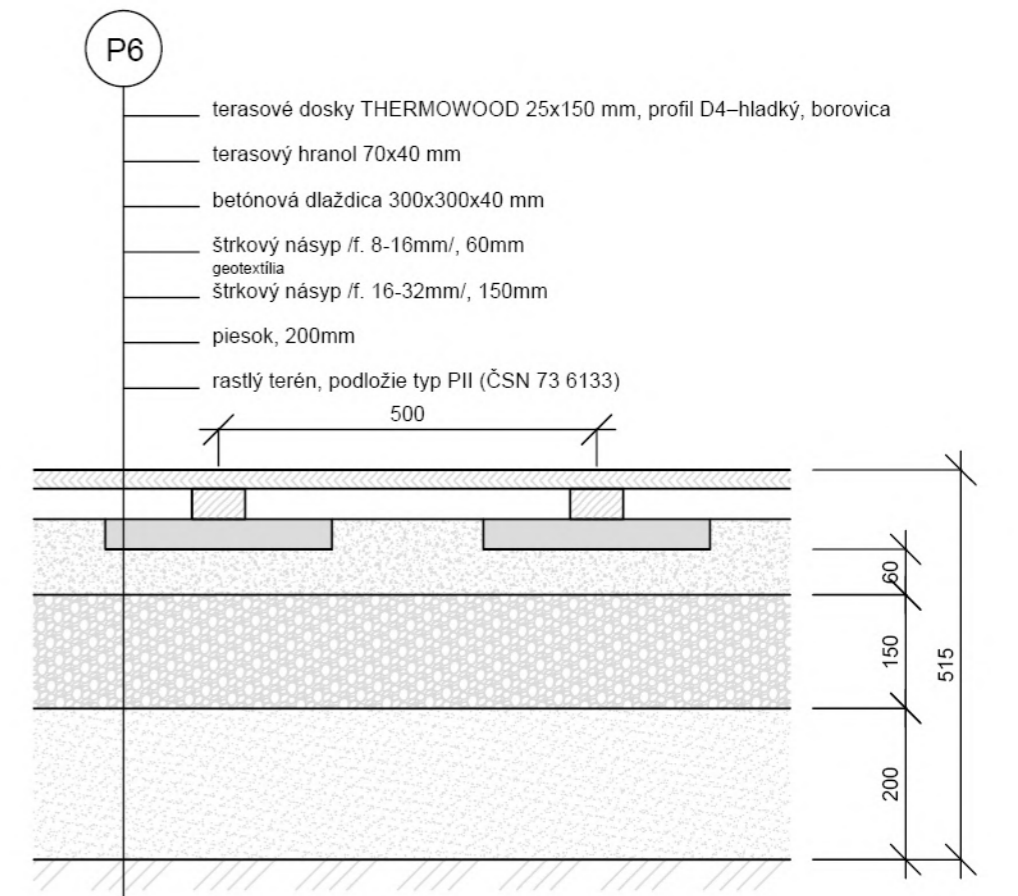 P6
terasové dosky THERMOWOOD 25x150 mm, profil D4–hladký, borovica
terasový hranol 70x40 mm
betónová dlaždica 300x300x40 mm
štrkový násyp /f. 8-16mm/, 60mm
geotextília
štrkový násyp /f. 16-32mm/, 150mm
piesok, 200mm
rastlý terén, podložie typ PII (ČSN 73 6133)
500
60
150
515
200